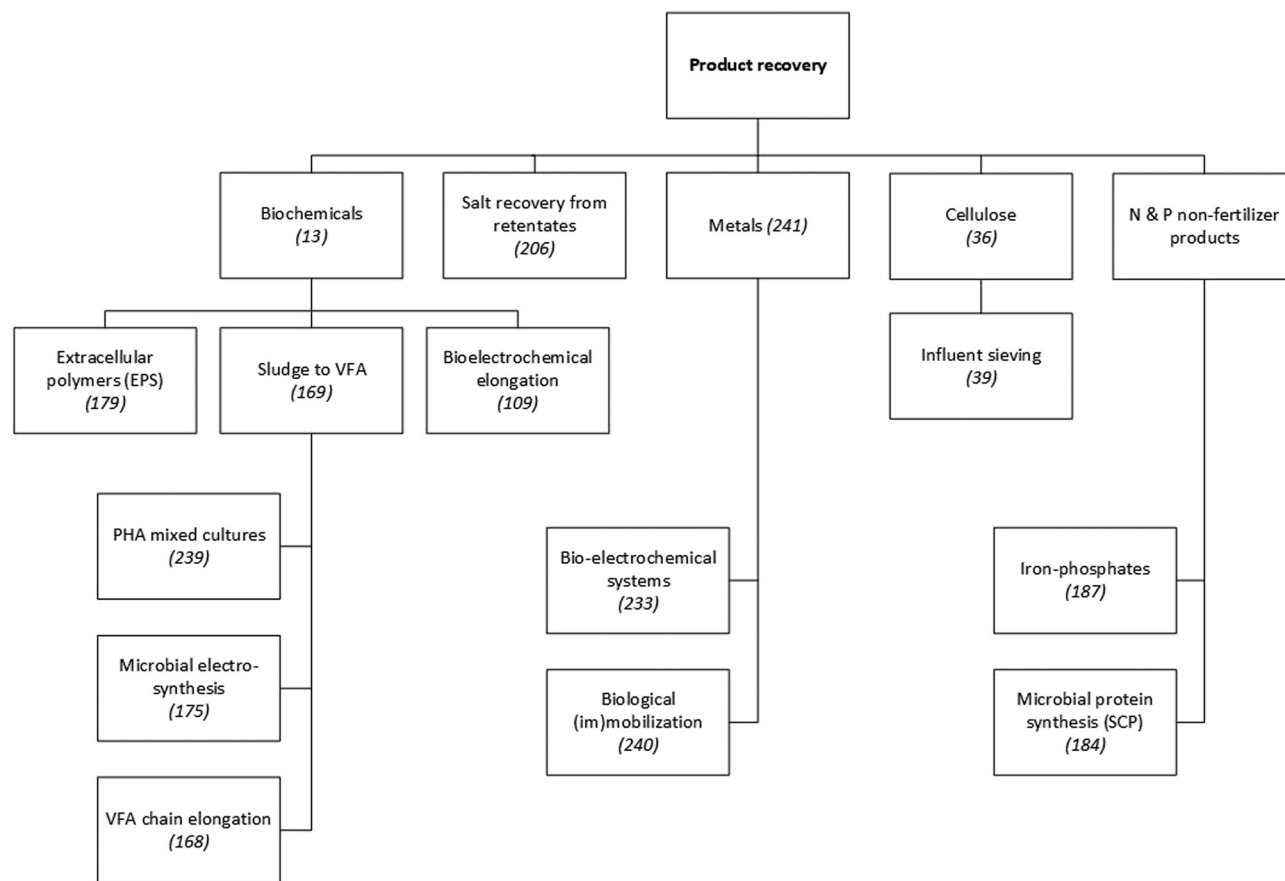 Product recovery
Biochemicals
(13)
Salt recovery from
retentates
(206)
Metals (241)
Cellulose
(36)
N & P non-fertilizer
products
Extracellular
polymers (EPS)
(179)
Sludge to VFA
(169)
Bioelectrochemical
elongation
(109)
Influent sieving
(39)
PHA mixed cultures
(239)
Microbial electro-
synthesis
(175)
VFA chain elongation
(168)
Bio-electrochemical
systems
(233)
Biological
(im)mobilization
(240)
Iron-phosphates
(187)
Microbial protein
synthesis (SCP)
(184)